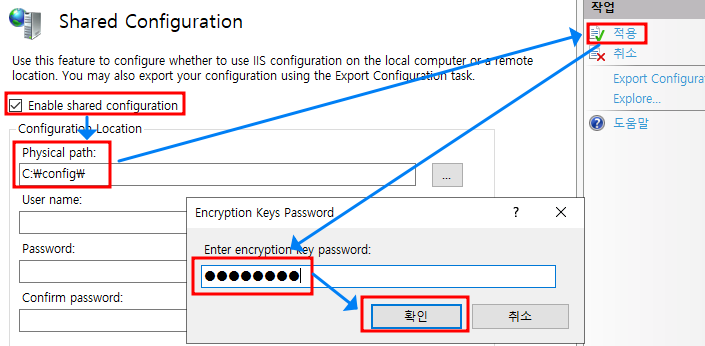 Shared Configuration
Use this feature to configure whether to use IIS configuration on the local computer or a remote
location. You may also export your configuration using the Export Configuration task.
Enable shared configuration
Configuration Location
Physical path:
C:₩config₩
...
User name:
Password:
Confirm password:
Encryption Keys Password
?
Enter encryption key password:
●●●●●●●●
확인
취소
작업
적용
취소
Export Configura
Explore...
도움말